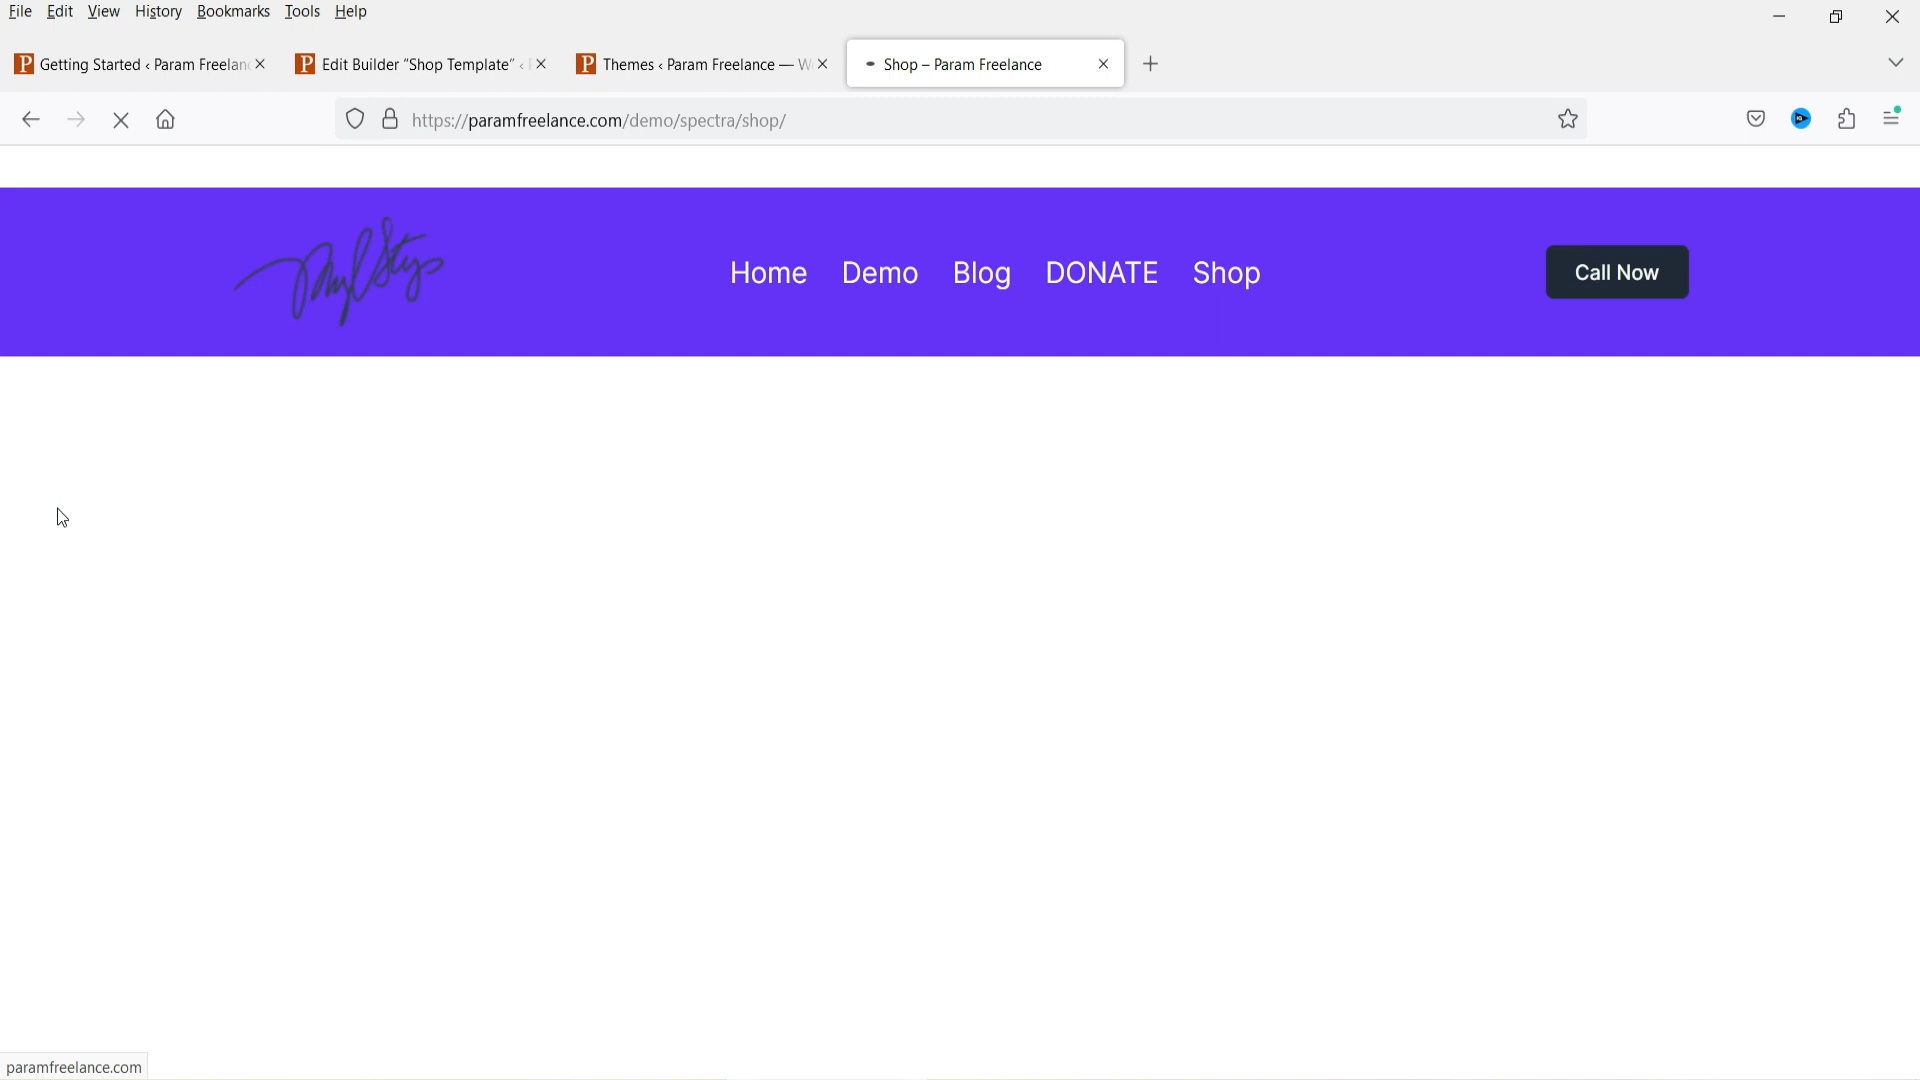 File Edit View History Bookmarks Tools Help
Getting Started ‹ Param Freelan
Edit Builder “Shop Template” ‹
Themes ‹ Param Freelance — W
Shop – Param Freelance
https://paramfreelance.com/demo/spectra/shop/
Home Demo Blog DONATE Shop
Call Now
paramfreelance.com